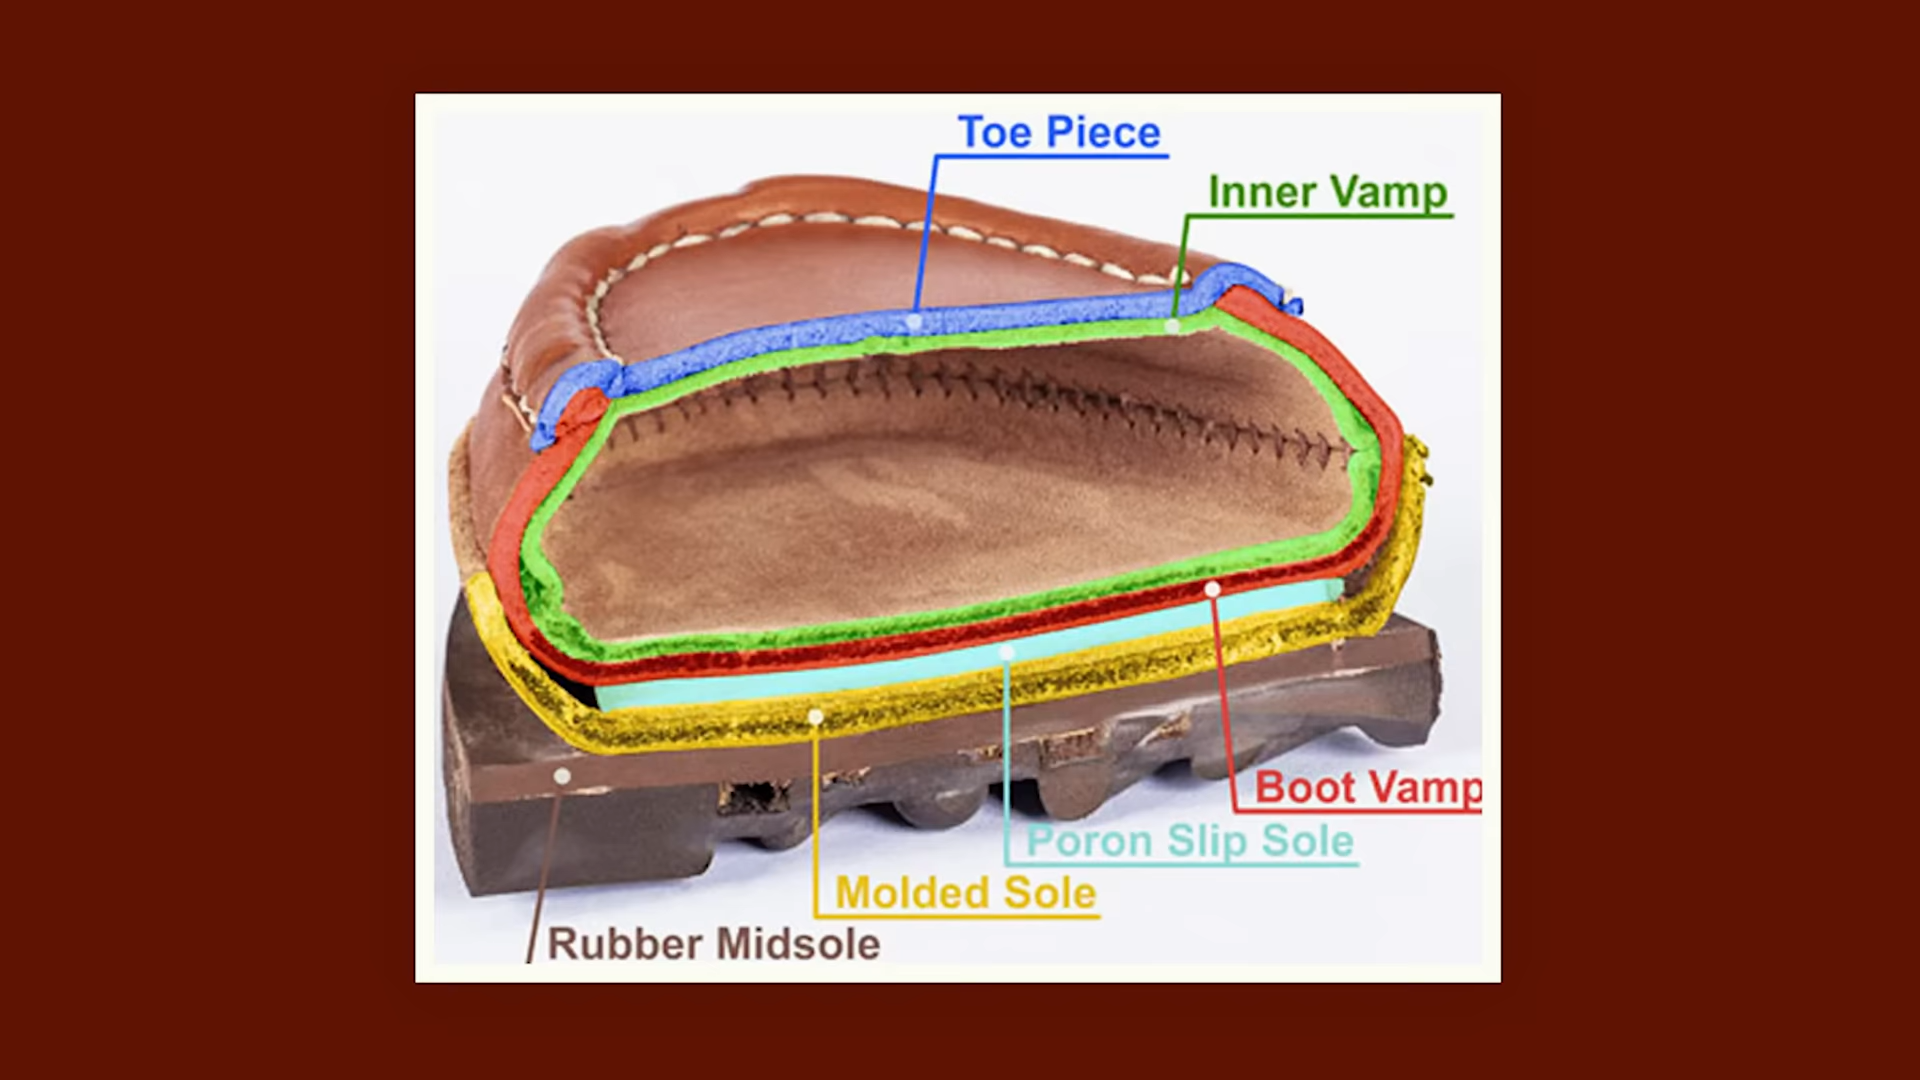 Toe Piece
Inner Vamp
Boot Vamp
Poron Slip Sole
Molded Sole
Rubber Midsole